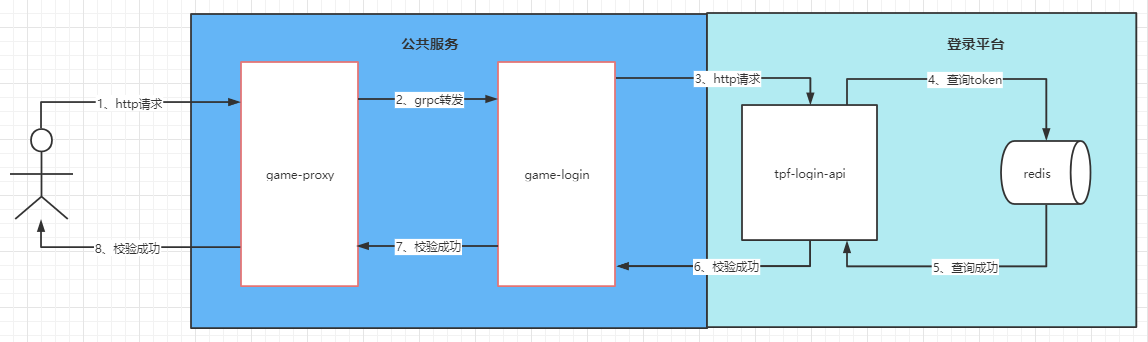 公共服务
登录平台
1、http请求
2、grpc转发
3、http请求
4、查询token
game-proxy
game-login
tpf-login-api
redis
8、校验成功
7、校验成功
6、校验成功
5、查询成功